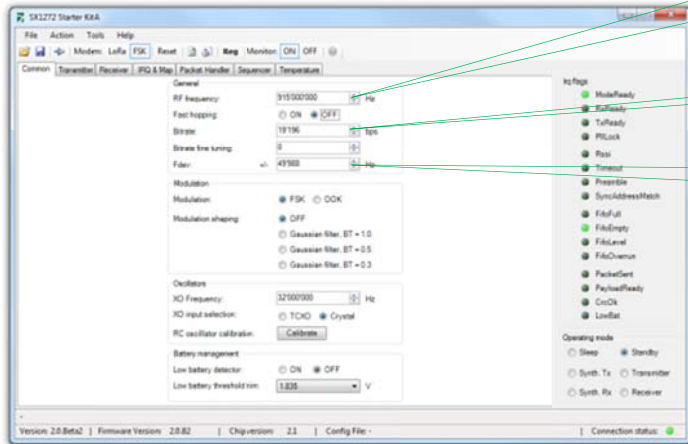 SX1272 Starter KitA
File Action Tools Help
Modem: LoRa FSK Reset Reg Monitor: ON OFF
Common Transmitter Receiver IRQ & Map Packet Handler Sequencer Temperature
General
RF frequency: 915'000'000 Hz
Fast hopping: ON OFF
Bitrate: 19'196 bps
Bitrate fine tuning: 0
Fdev: +/- 49'988 Hz
Modulation
Modulation: FSK OOK
Modulation shaping: OFF
Gaussian filter, BT = 1.0
Gaussian filter, BT = 0.5
Gaussian filter, BT = 0.3
Oscillators
XO Frequency: 32'000'000 Hz
XO input selection: TCXO Crystal
RC oscillator calibration: Calibrate
Battery management
Low battery detector: ON OFF
Low battery threshold trim: 1.835 V
Irq flags
ModeReady
RxReady
TxReady
PllLock
Rssi
Timeout
Preamble
SyncAddressMatch
FifoFull
FifoEmpty
FifoLevel
FifoOverrun
PacketSent
PayloadReady
CrcOk
LowBat
Operating mode
Sleep Standby
Synth. Tx Transmitter
Synth. Rx Receiver
-
Version: 2.0.Beta2 | Firmware Version: 2.0.B2 | Chip version: 2.1 | Config File: - | Connection status: